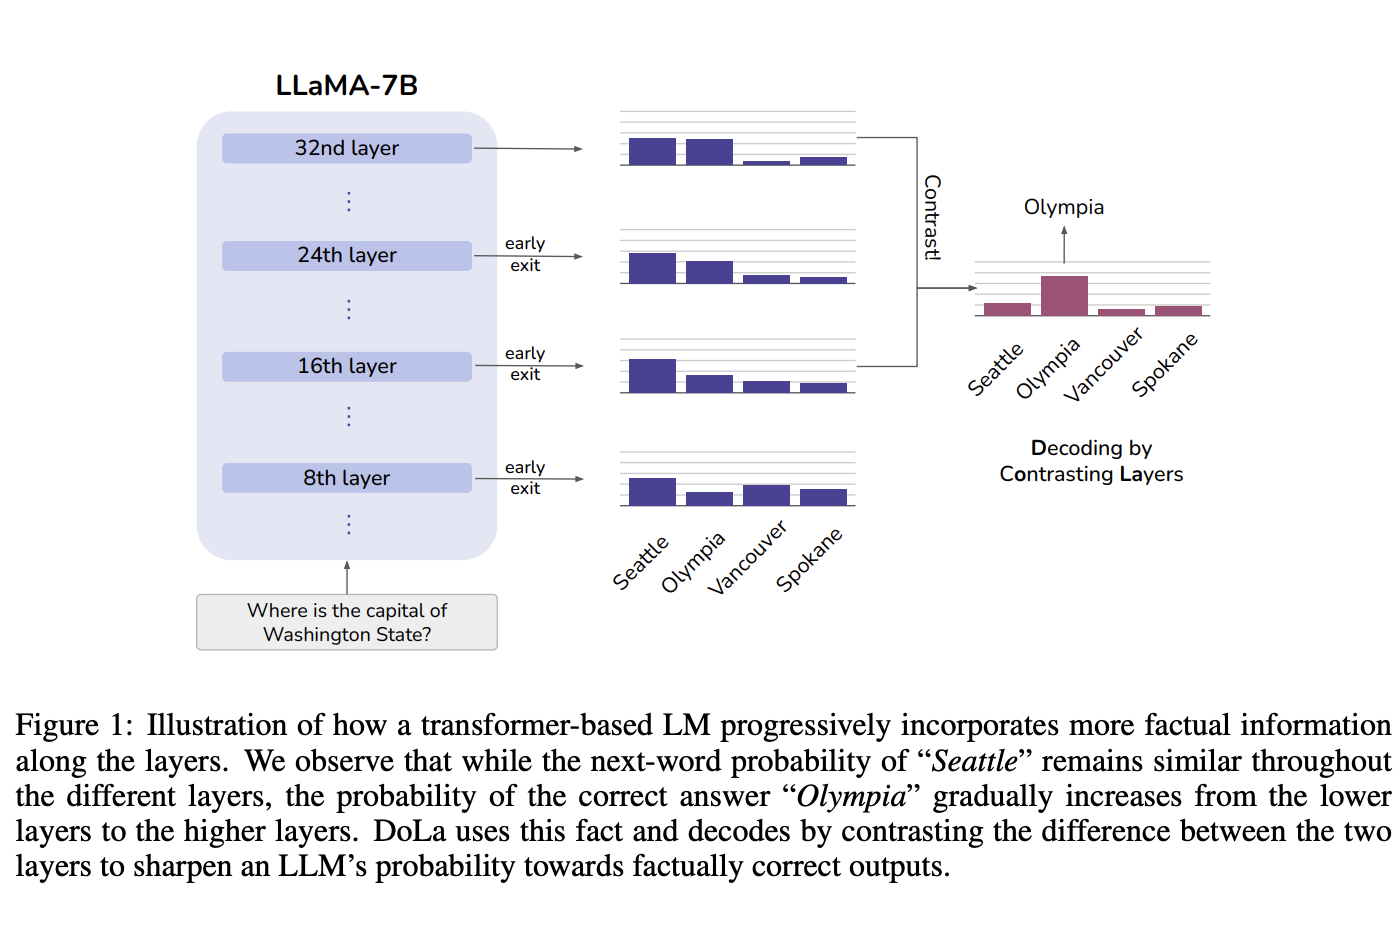 LLaMA-7B
32nd layer
⋮
24th layer
early
exit
⋮
16th layer
early
exit
⋮
8th layer
early
exit
⋮
Where is the capital of
Washington State?
Seattle
Olympia
Vancouver
Spokane
Contrast!
Olympia
Seattle
Olympia
Vancouver
Spokane
Decoding by
Contrasting Layers
Figure 1: Illustration of how a transformer-based LM progressively incorporates more factual information
along the layers. We observe that while the next-word probability of “Seattle” remains similar throughout
the different layers, the probability of the correct answer “Olympia” gradually increases from the lower
layers to the higher layers. DoLa uses this fact and decodes by contrasting the difference between the two
layers to sharpen an LLM’s probability towards factually correct outputs.